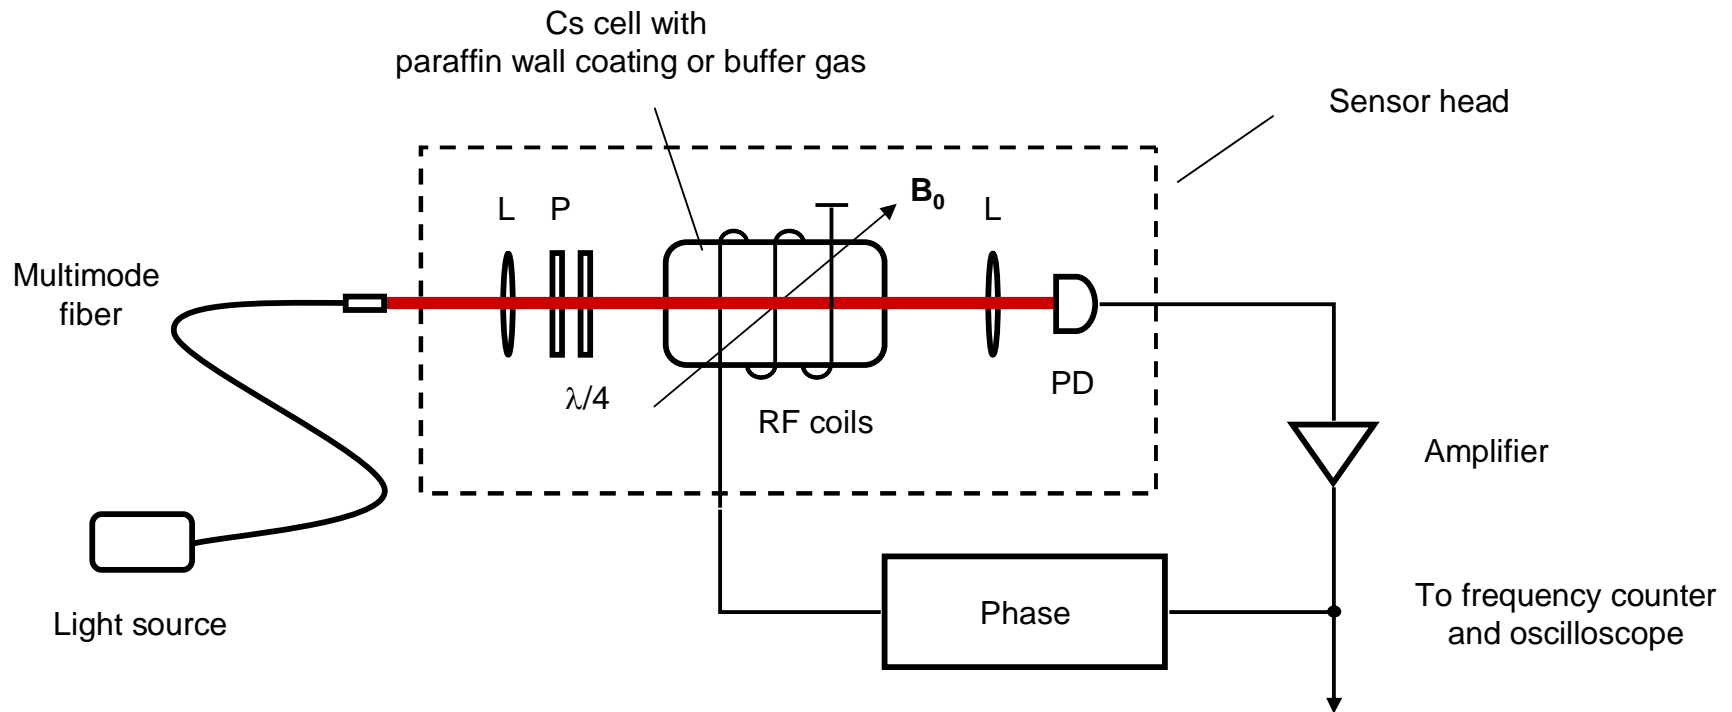 Cs cell with
paraffin wall coating or buffer gas
Sensor head
L
P
B0
L
Multimode
fiber
λ/4
PD
RF coils
Amplifier
Light source
Phase
To frequency counter
and oscilloscope